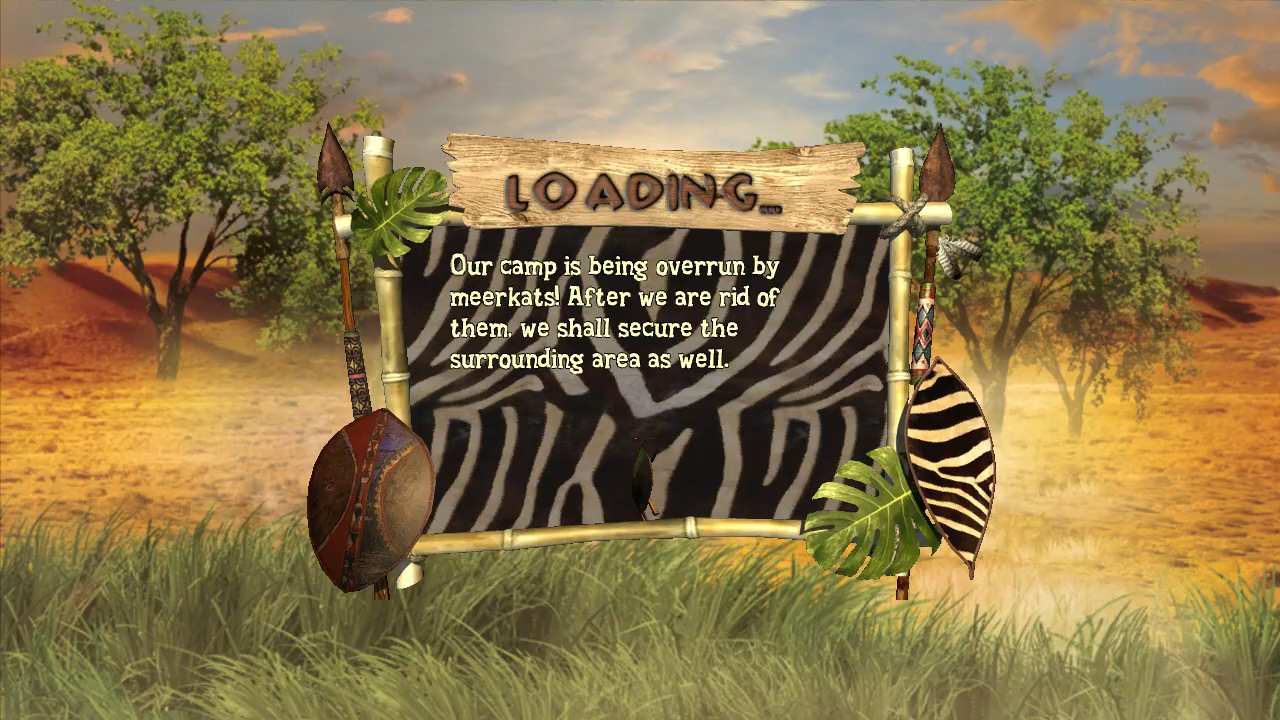 LOADING...
Our camp is being overrun by
meerkats! After we are rid of
them, we shall secure the
surrounding area as well.